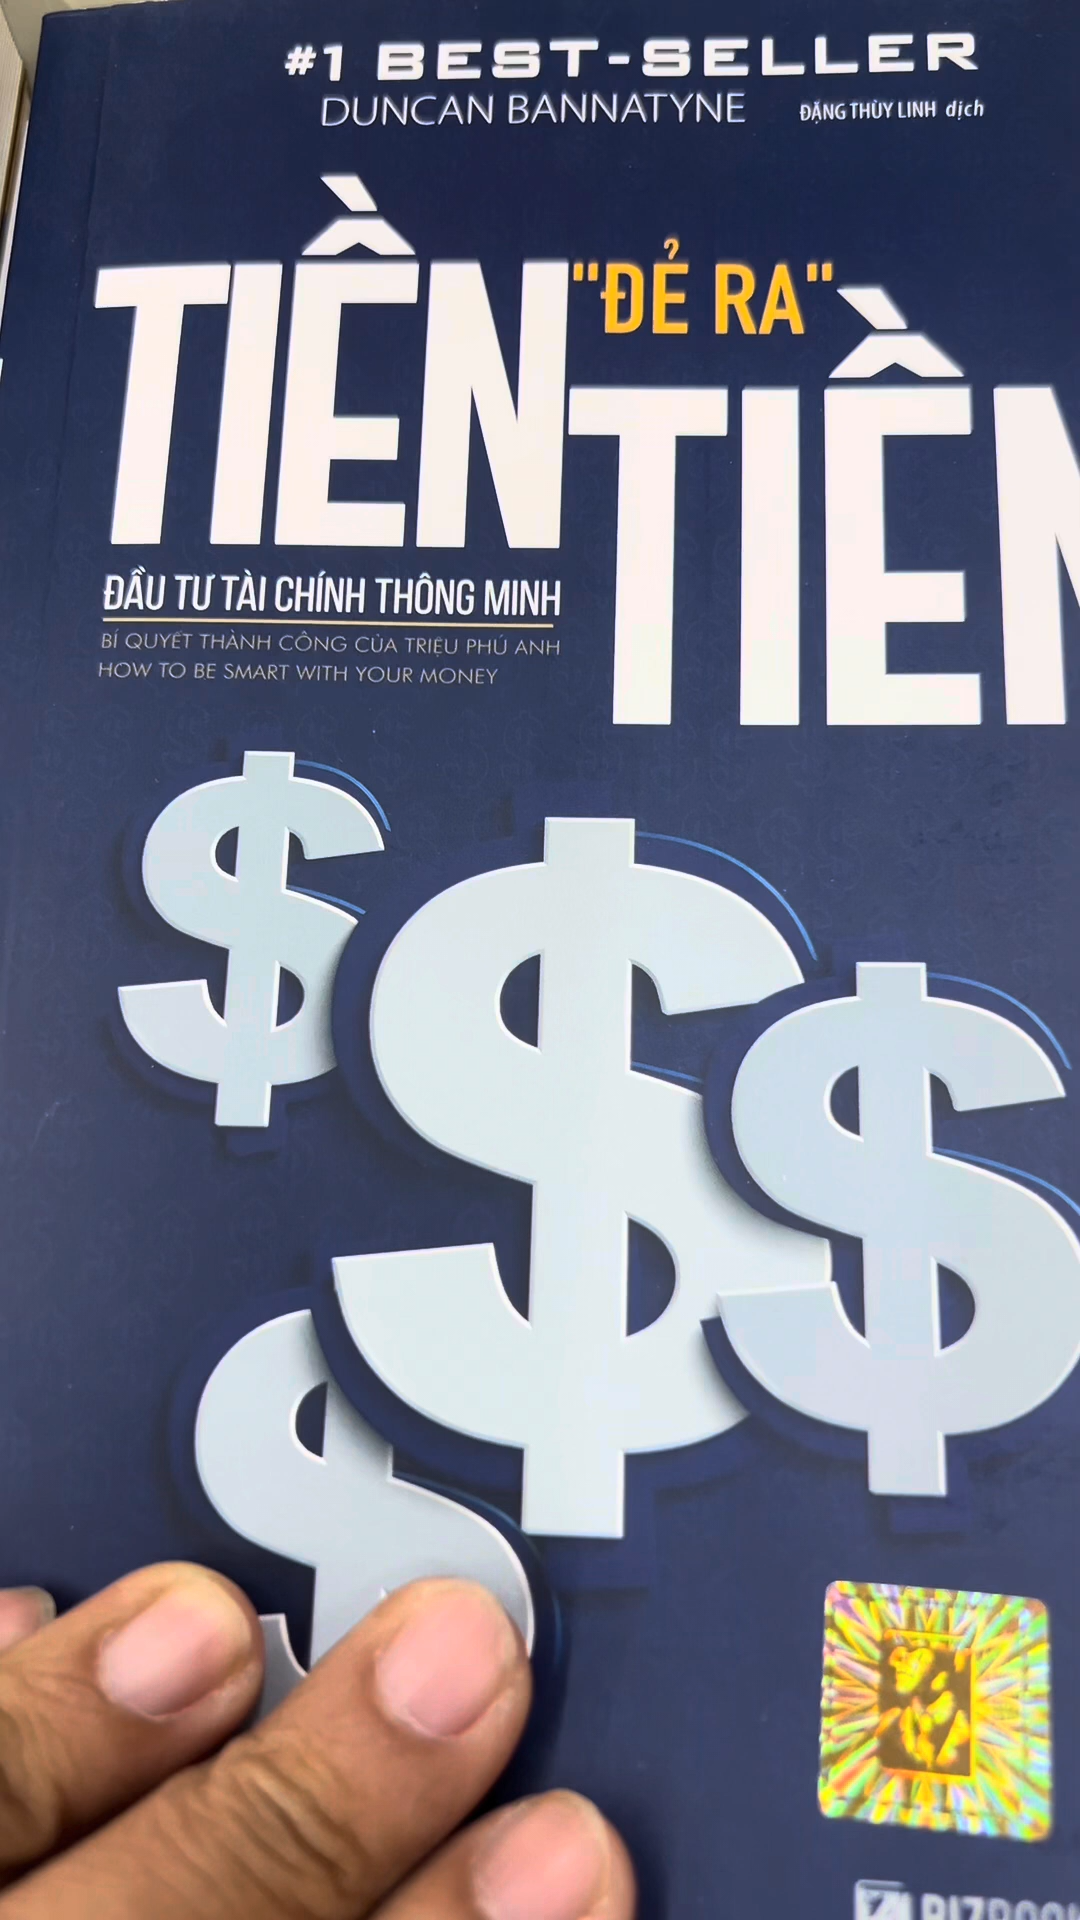 #1 BEST-SELLER
DUNCAN BANNATYNE ĐẶNG THÙY LINH dịch
TIỀN "ĐẺ RA"
TIỀN
ĐẦU TƯ TÀI CHÍNH THÔNG MINH
BÍ QUYẾT THÀNH CÔNG CỦA TRIỆU PHÚ ANH
HOW TO BE SMART WITH YOUR MONEY